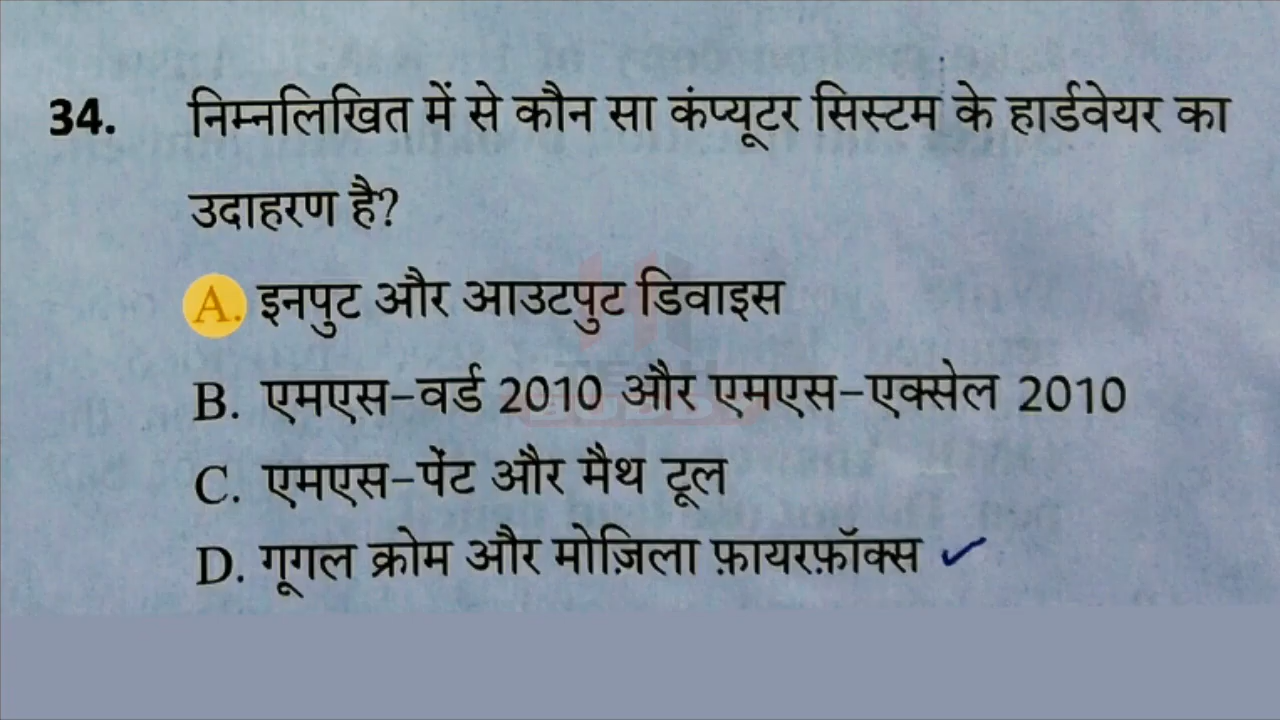 34. निम्नलिखित में से कौन सा कंप्यूटर सिस्टम के हार्डवेयर का
उदाहरण है?
A. इनपुट और आउटपुट डिवाइस
B. एमएस-वर्ड 2010 और एमएस-एक्सेल 2010
C. एमएस-पेंट और मैथ टूल
D. गूगल क्रोम और मोज़िला फ़ायरफ़ॉक्स ✓